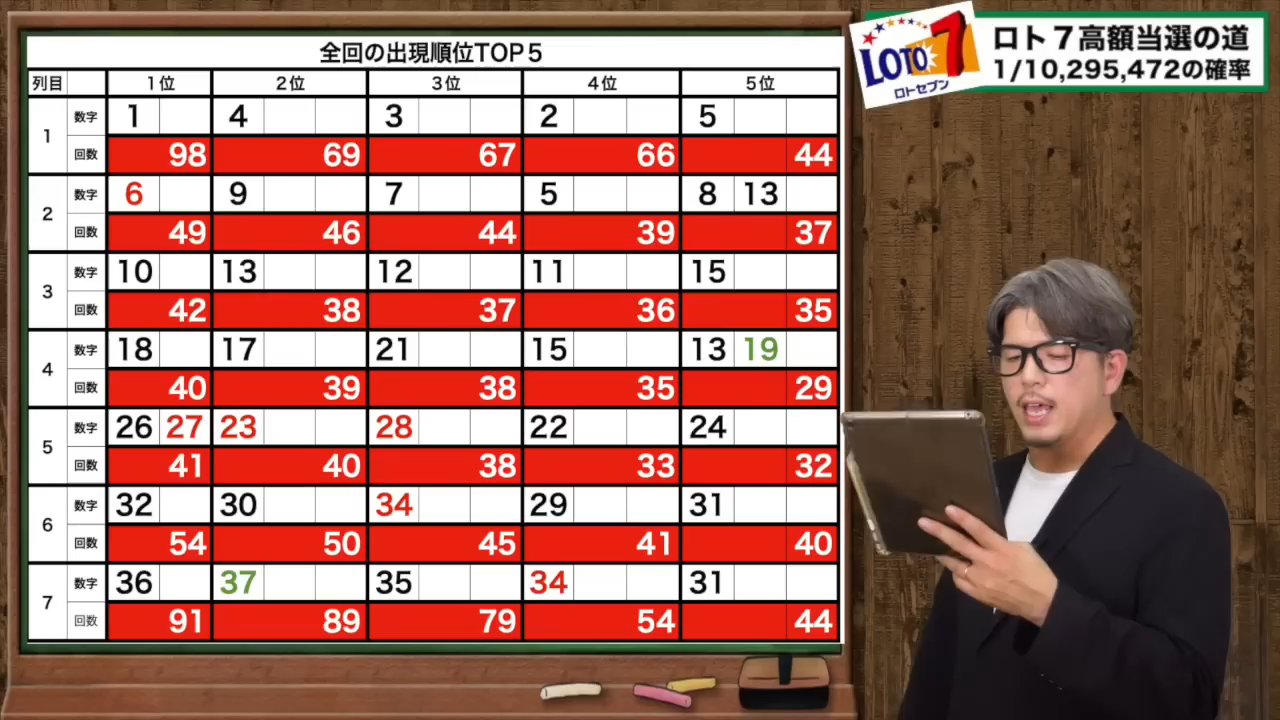 全回の出現順位TOP5
列目 1位 2位 3位 4位 5位
1 数字 1 4 3 2 5
回数 98 69 67 66 44
2 数字 6 9 7 5 8 13
回数 49 46 44 39 37
3 数字 10 13 12 11 15
回数 42 38 37 36 35
4 数字 18 17 21 15 13 19
回数 40 39 38 35 29
5 数字 26 27 23 28 22 24
回数 41 40 38 33 32
6 数字 32 30 34 29 31
回数 54 50 45 41 40
7 数字 36 37 35 34 31
回数 91 89 79 54 44
LOTO 7
ロトセブン
ロト7高額当選の道
1/10,295,472の確率